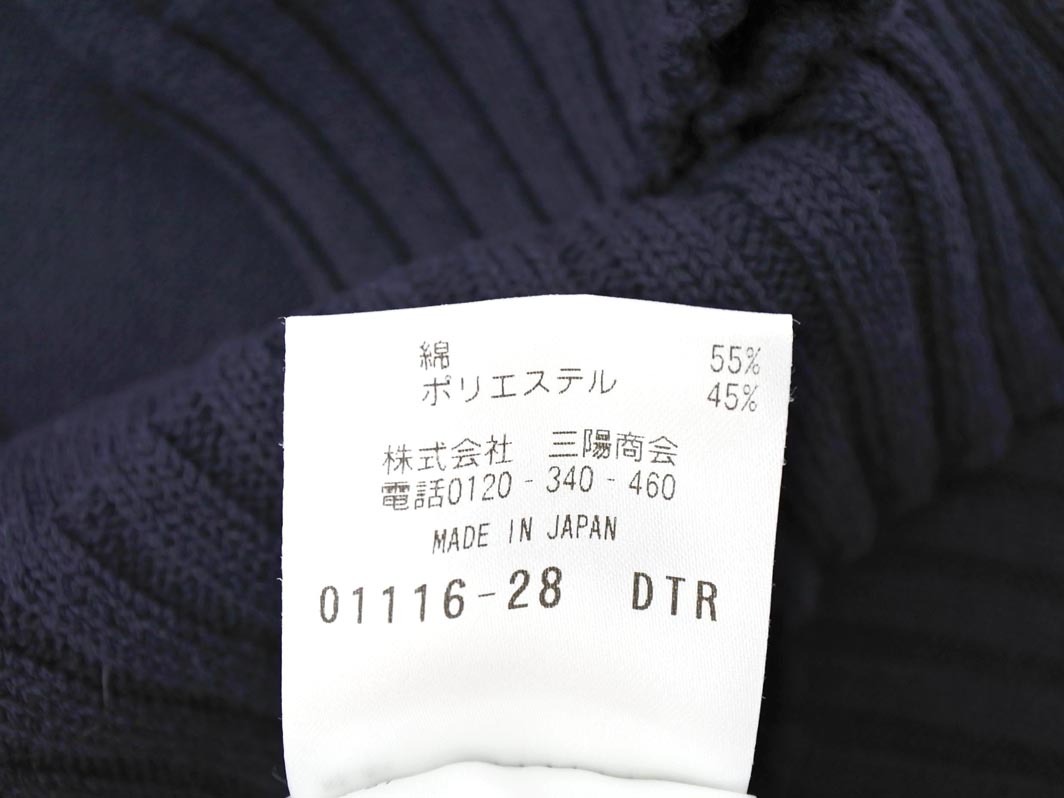 綿 55%
ポリエステル 45%
株式会社 三陽商会
電話0120-340-460
MADE IN JAPAN
01116-28 DTR